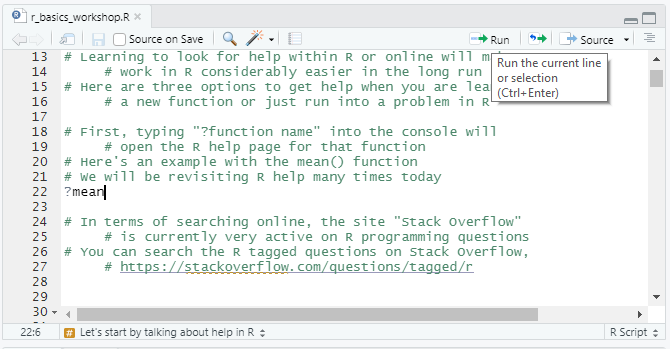 r_basics_workshop.R
Source on Save
Run
Source
13 # Learning to look for help within R or online will m
14 # work in R considerably easier in the long run
15 # Here are three options to get help when you are lea
16 # a new function or just run into a problem in R
Run the current line
or selection
(Ctrl+Enter)
17
18 # First, typing "?function name" into the console will
19 # open the R help page for that function
20 # Here's an example with the mean() function
21 # We will be revisiting R help many times today
22 ?mean
23
24 # In terms of searching online, the site "Stack Overflow"
25 # is currently very active on R programming questions
26 # You can search the R tagged questions on Stack Overflow,
27 # https://stackoverflow.com/questions/tagged/r
28
29
30
22:6
# Let's start by talking about help in R
R Script